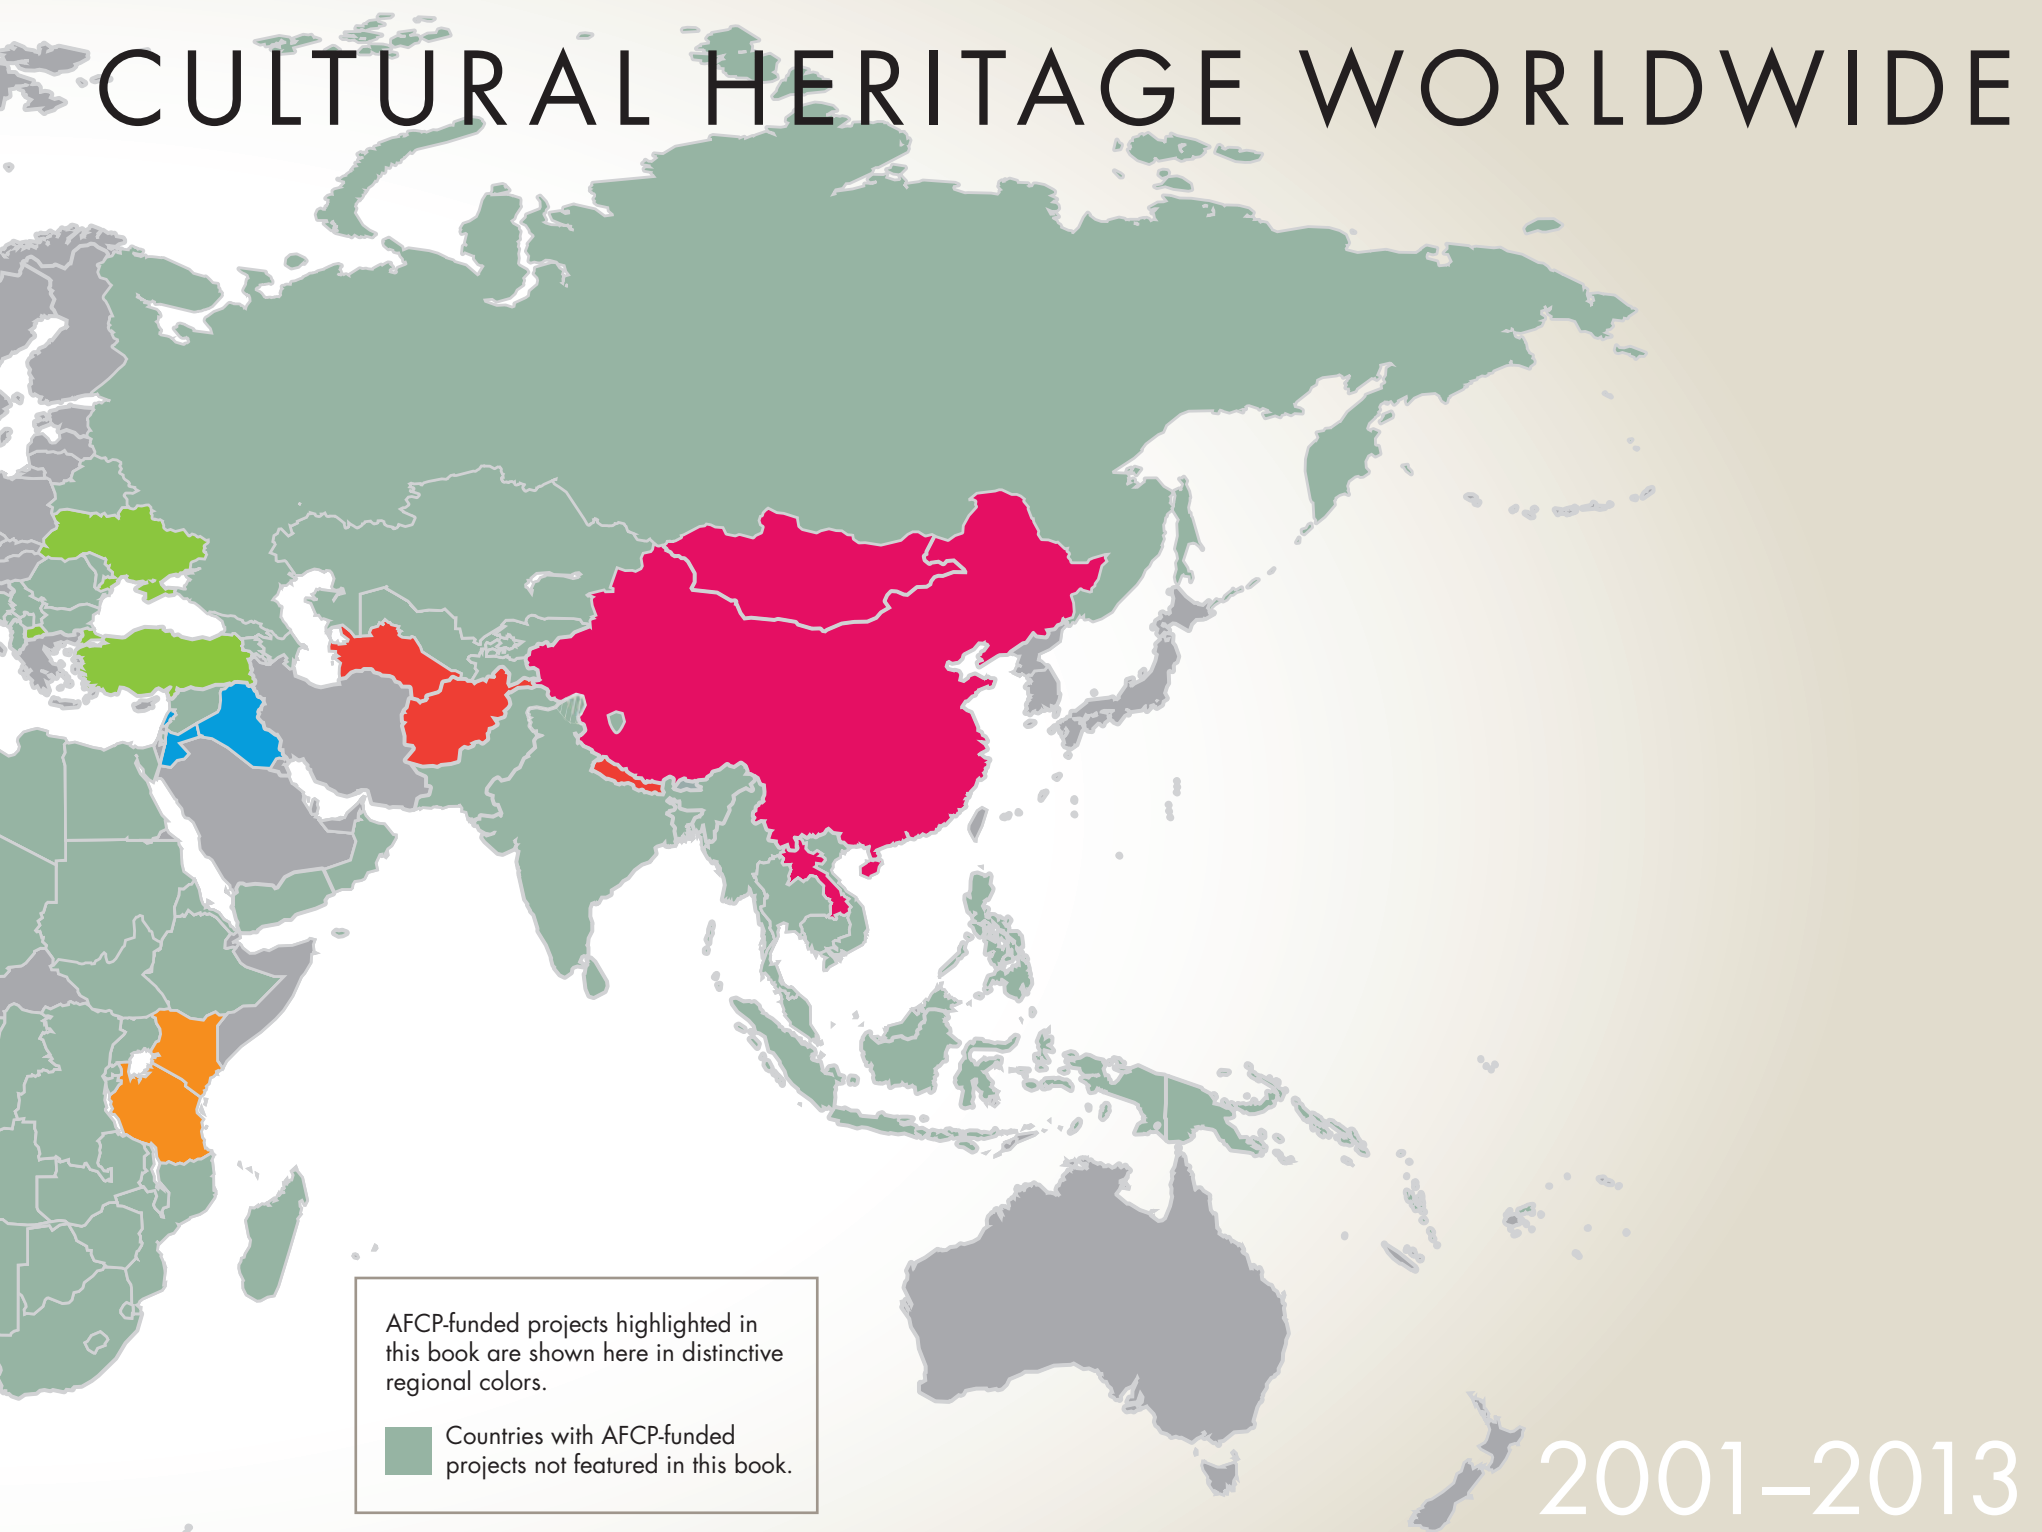 CULTURAL HERITAGE WORLDWIDE
AFCP-funded projects highlighted in
this book are shown here in distinctive
regional colors.
Countries with AFCP-funded
projects not featured in this book.
2001–2013